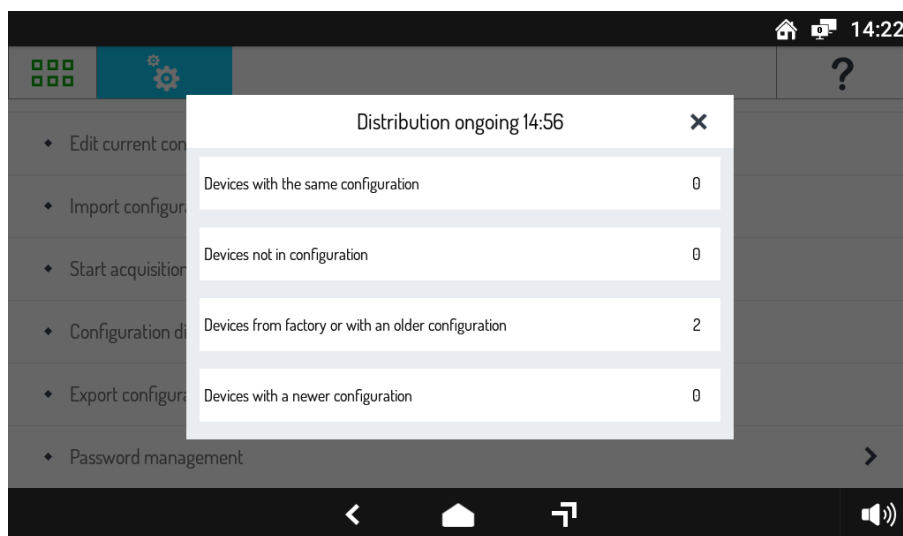 14:22
?
Distribution ongoing 14:56
Edit current con
Devices with the same configuration 0
Import configura
Devices not in configuration 0
Start acquisition
Devices from factory or with an older configuration 2
Configuration di
Export configura
Devices with a newer configuration 0
Password management